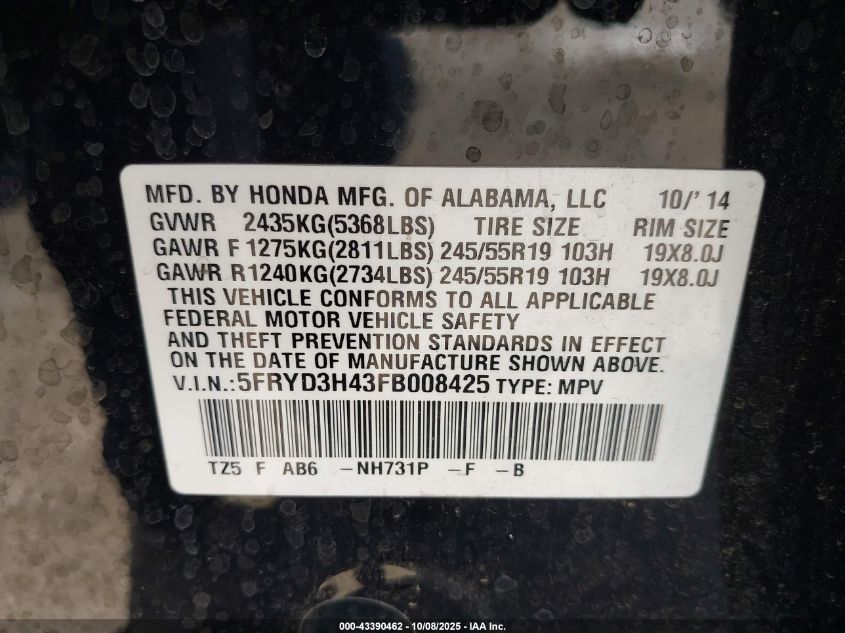 MFD. BY HONDA MFG. OF ALABAMA, LLC 10/'14
GVWR 2435KG(5368LBS) TIRE SIZE RIM SIZE
GAWR F 1275KG(2811LBS) 245/55R19 103H 19X8.0J
GAWR R1240KG(2734LBS) 245/55R19 103H 19X8.0J
THIS VEHICLE CONFORMS TO ALL APPLICABLE
FEDERAL MOTOR VEHICLE SAFETY
AND THEFT PREVENTION STANDARDS IN EFFECT
ON THE DATE OF MANUFACTURE SHOWN ABOVE.
V.I.N.:5FRYD3H43FB008425 TYPE: MPV
TZ5 F AB6 -NH731P -F -B
000-43390462 - 10/08/2025 - IAA Inc.